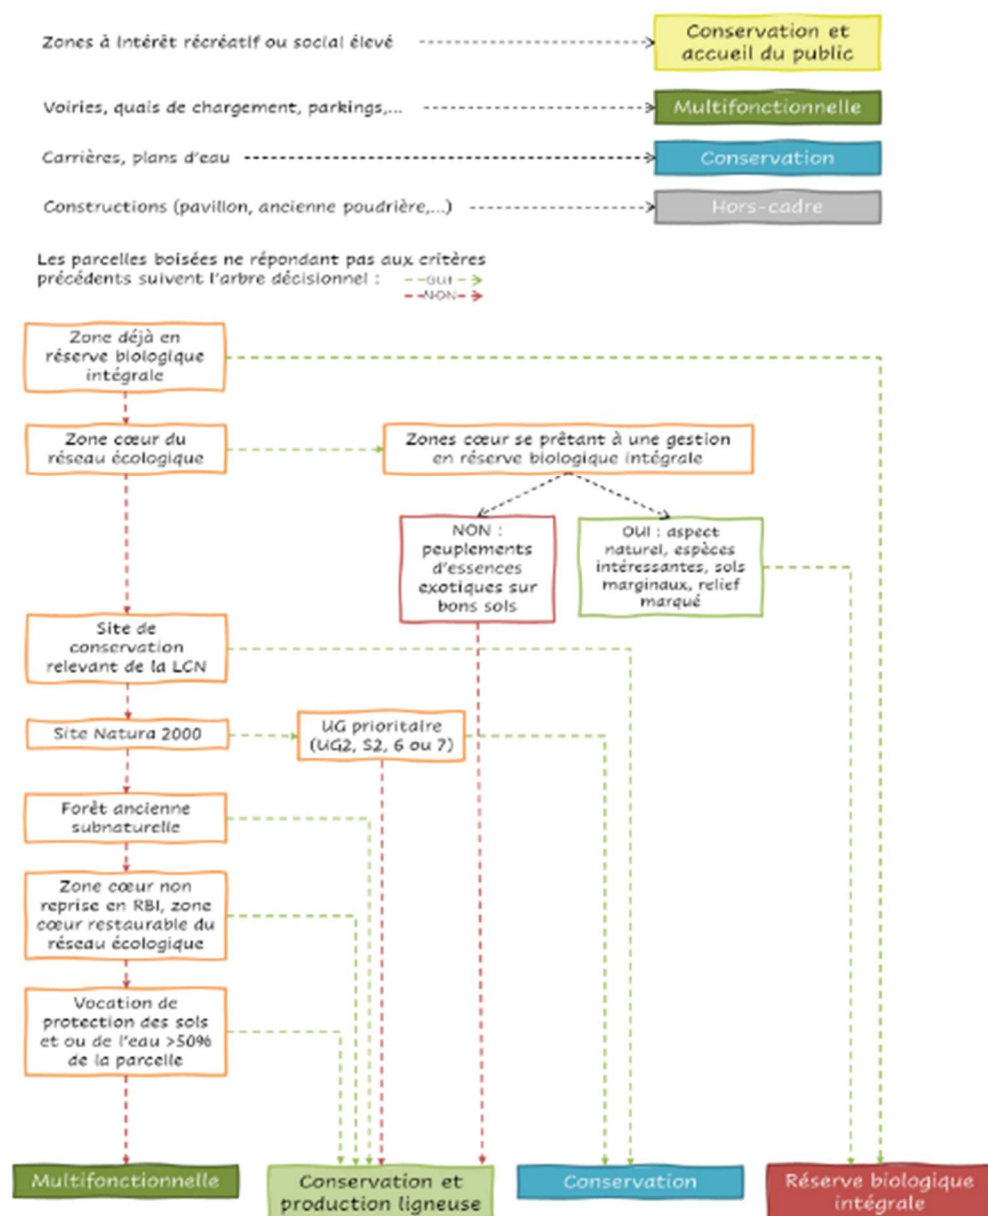 Zones à intérêt récréatif ou social élevé
Conservation et
accueil du public
Voiries, quais de chargement, parkings,...
Multifonctionnelle
Carrières, plans d'eau
Conservation
Constructions (pavillon, ancienne poudrière,...)
Hors-cadre
Les parcelles boisées ne répondant pas aux critères
précédents suivent l'arbre décisionnel :
OUI
NON
Zone déjà en
réserve biologique
intégrale
Zone cœur du
réseau écologique
Zones cœur se prêtant à une gestion
en réserve biologique intégrale
NON :
peuplements
d'essences
exotiques sur
bons sols
OUI : aspect
naturel, espèces
intéressantes, sols
marginaux, relief
marqué
Site de
conservation
relevant de la LCN
Site Natura 2000
UG prioritaire
(UG2, S2, 6 ou 7)
Forêt ancienne
subnaturelle
Zone cœur non
reprise en RBI, zone
cœur restaurable du
réseau écologique
Vocation de
protection des sols
et ou de l'eau >50%
de la parcelle
Multifonctionnelle
Conservation et
production ligneuse
Conservation
Réserve biologique
intégrale